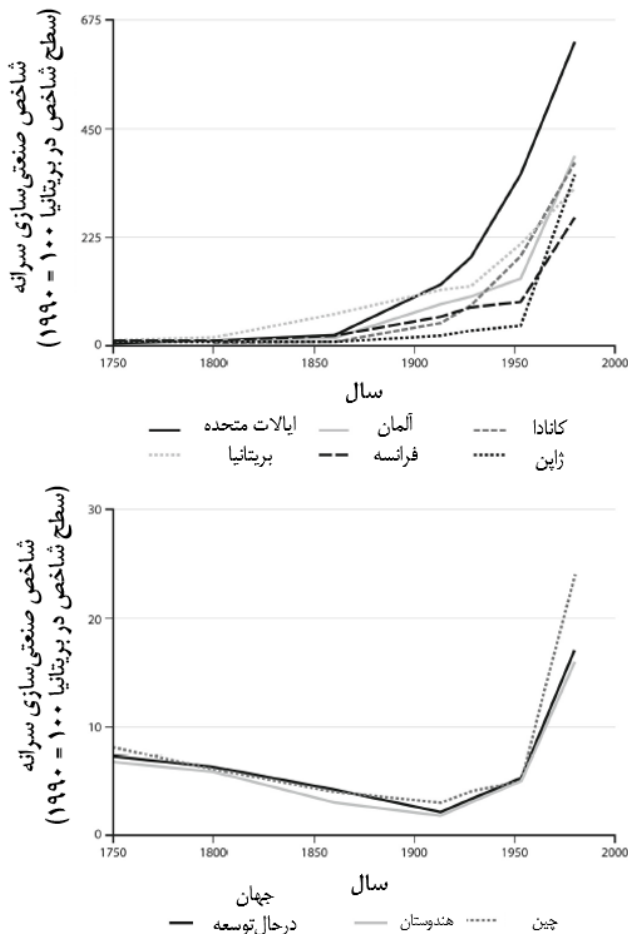 شاخص صنعتی‌سازی سرانه
(سطح شاخص در بریتانیا ۱۰۰ = ۱۹۹۰)
675
450
225
0
1750
1800
1850
1900
1950
2000
سال
ایالات متحده
آلمان
کانادا
بریتانیا
فرانسه
ژاپن
شاخص صنعتی‌سازی سرانه
(سطح شاخص در بریتانیا ۱۰۰ = ۱۹۹۰)
30
20
10
0
1750
1800
1850
1900
1950
2000
سال
جهان
درحال‌توسعه
هندوستان
چین